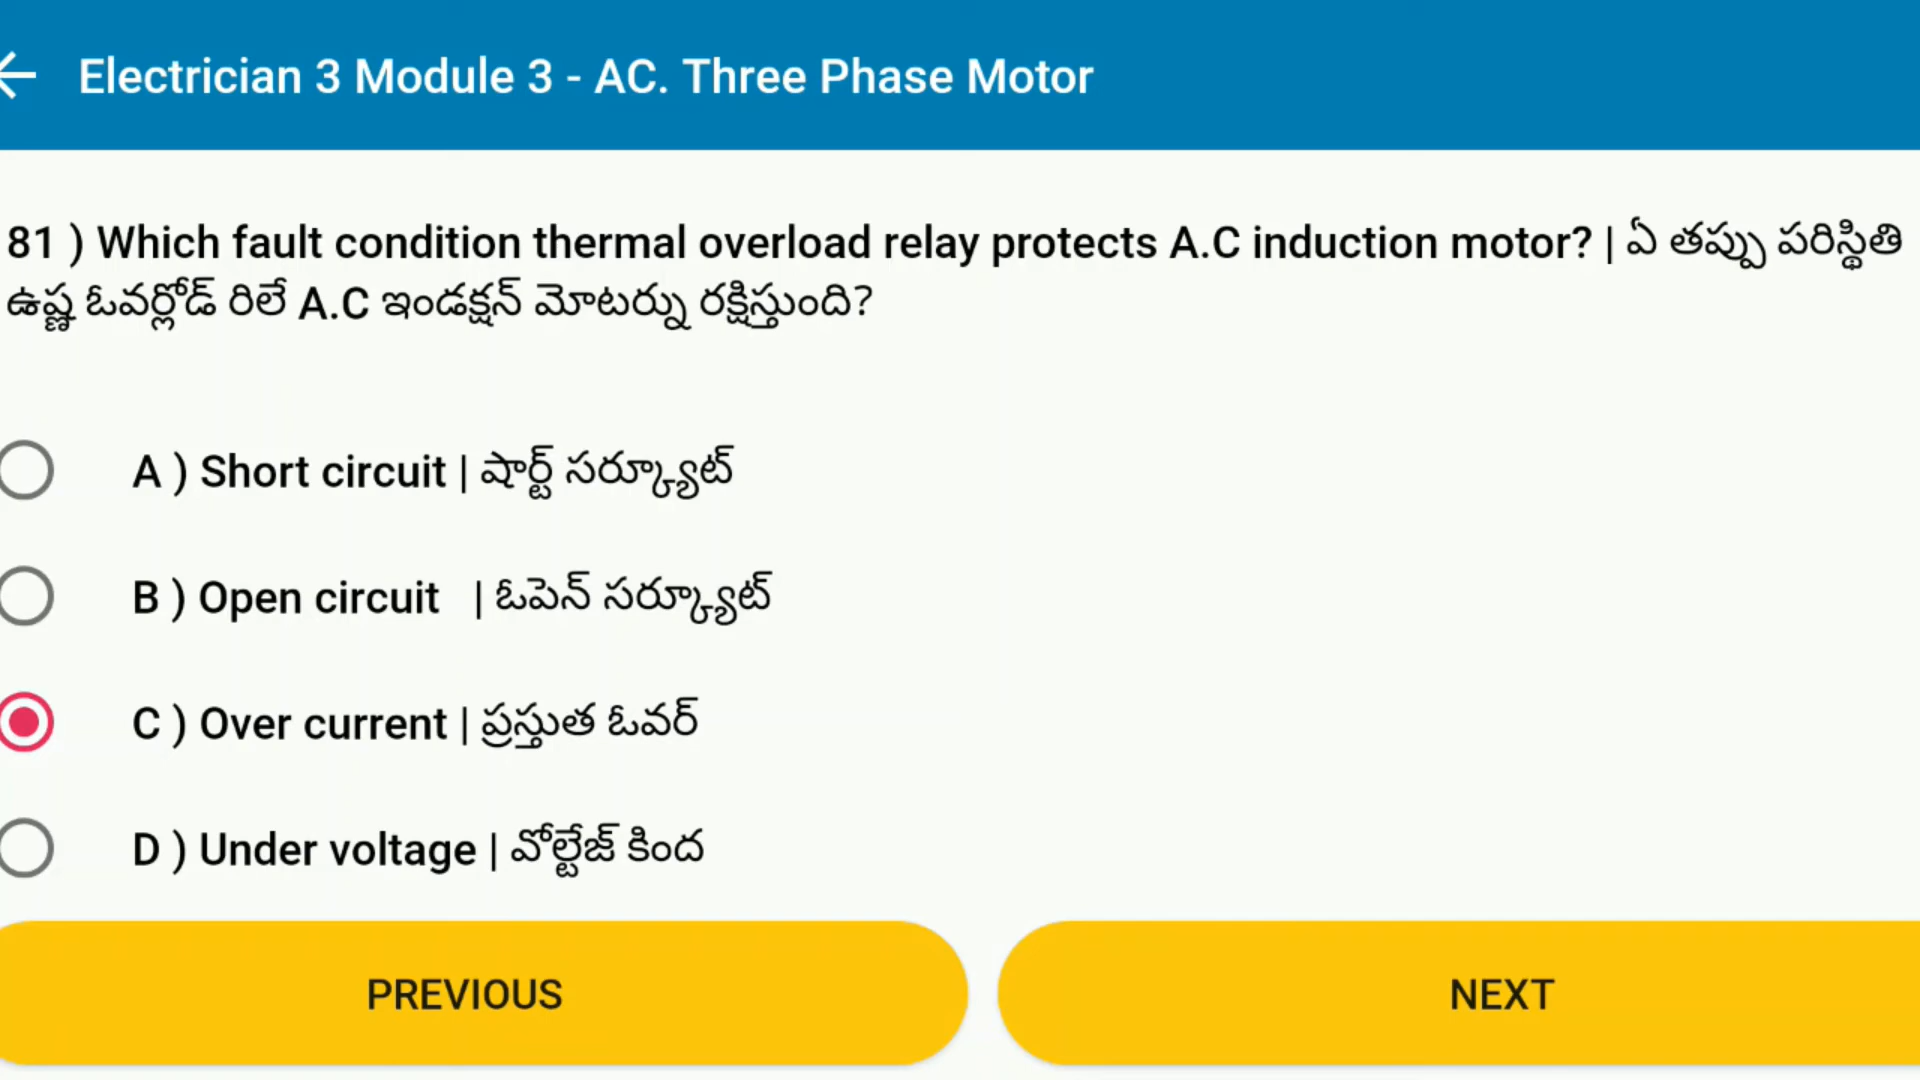 Electrician 3 Module 3 - AC. Three Phase Motor
81 ) Which fault condition thermal overload relay protects A.C induction motor? | ఏ తప్పు పరిస్థితి
ఉష్ణ ఓవర్లోడ్ రిలే A.C ఇండక్షన్ మోటర్ను రక్షిస్తుంది?
A ) Short circuit | షార్ట్ సర్క్యూట్
B ) Open circuit | ఓపెన్ సర్క్యూట్
C ) Over current | ప్రస్తుత ఓవర్
D ) Under voltage | వోల్టేజ్ కింద
PREVIOUS
NEXT